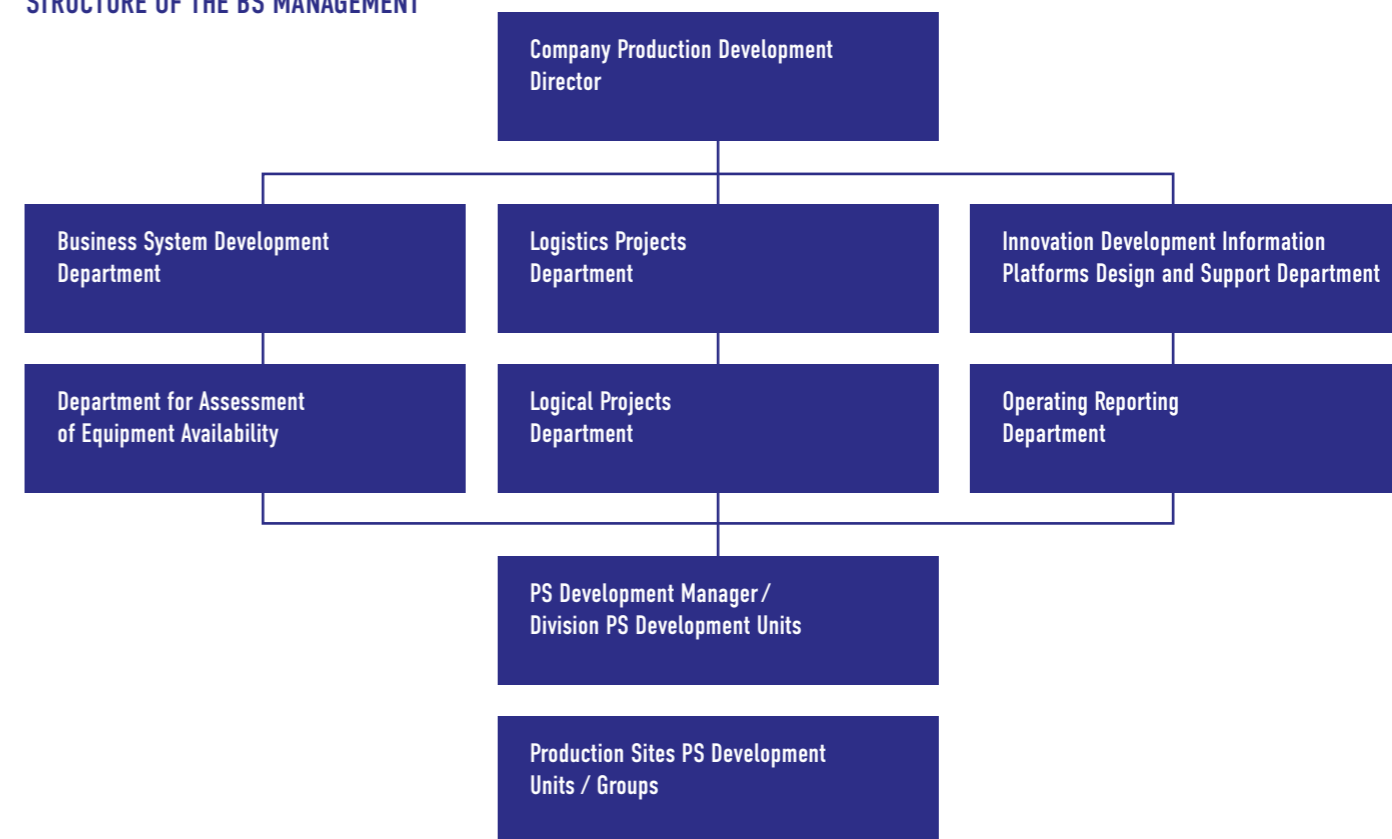 STRUCTURE OF THE BS MANAGEMENT
Company Production Development
Director
Business System Development
Department
Logistics Projects
Department
Innovation Development Information
Platforms Design and Support Department
Department for Assessment
of Equipment Availability
Logical Projects
Department
Operating Reporting
Department
PS Development Manager /
Division PS Development Units
Production Sites PS Development
Units / Groups